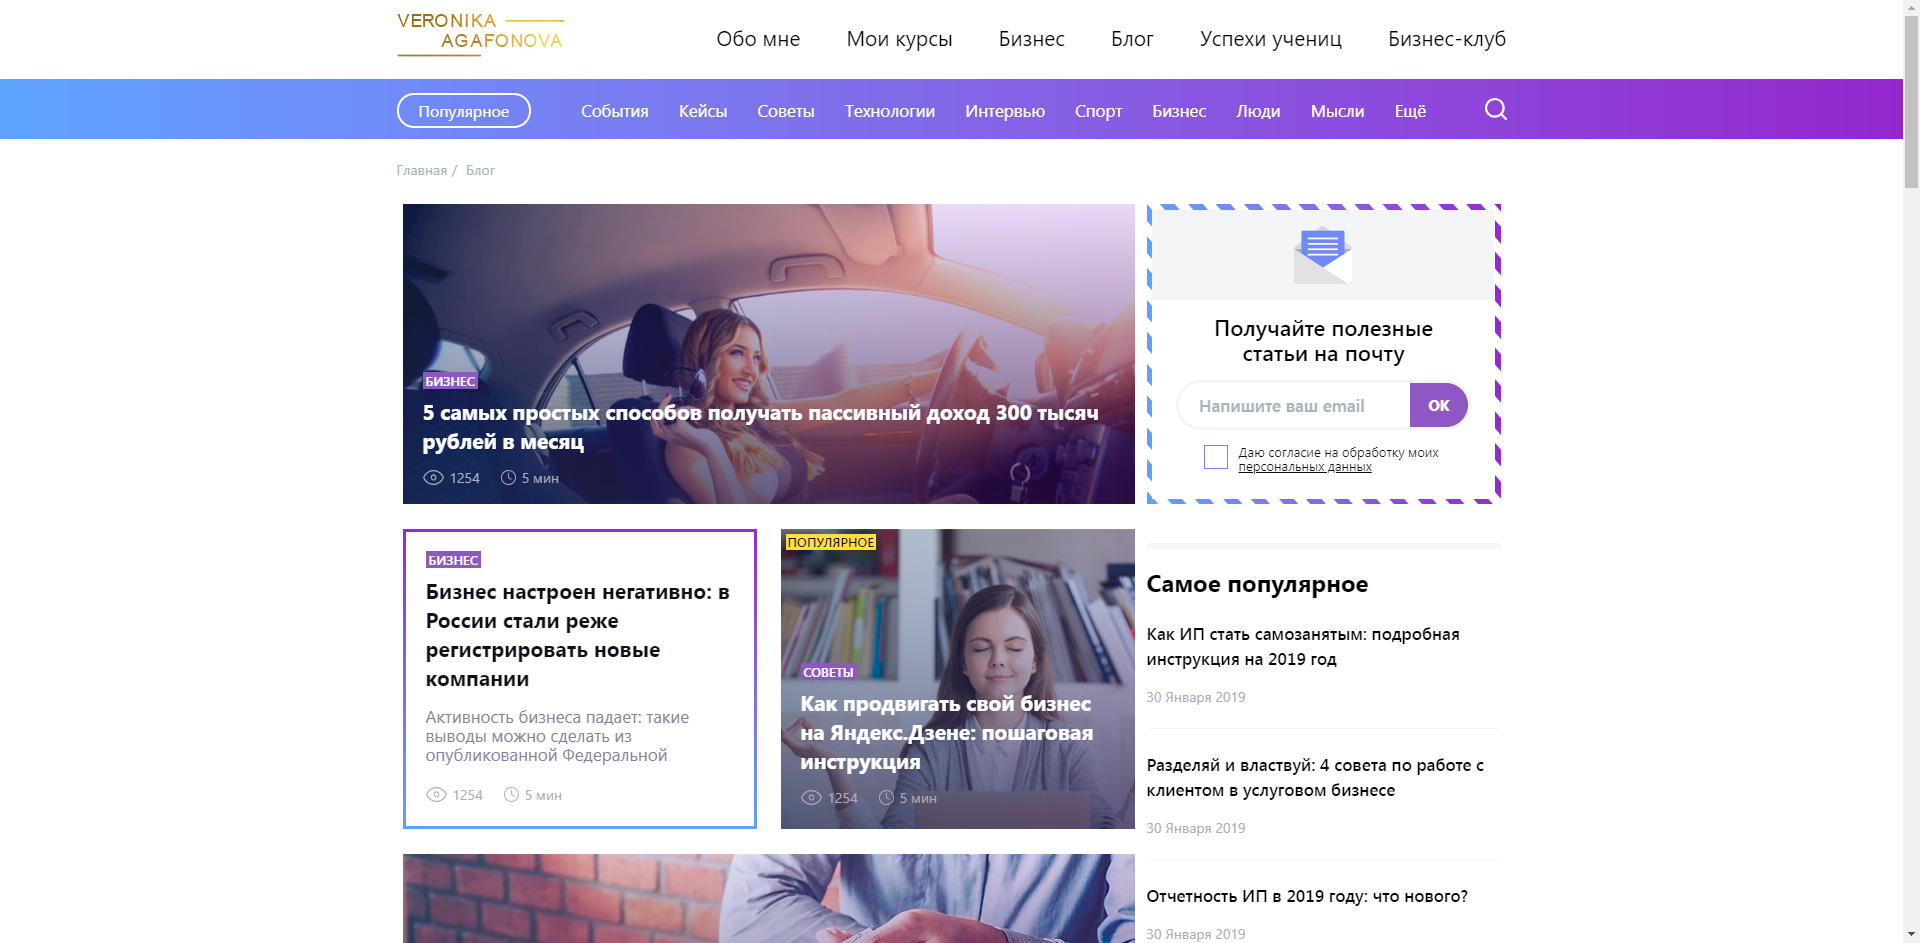 VERONIKA
AGAFONOVA
Обо мне Мои курсы Бизнес Блог Успехи учениц Бизнес-клуб
Популярное События Кейсы Советы Технологии Интервью Спорт Бизнес Люди Мысли Ещё
Главная / Блог
БИЗНЕС
5 самых простых способов получать пассивный доход 300 тысяч
рублей в месяц
1254 5 мин
Получайте полезные
статьи на почту
Напишите ваш email ОК
Даю согласие на обработку моих
персональных данных
БИЗНЕС
Бизнес настроен негативно: в
России стали реже
регистрировать новые
компании
Активность бизнеса падает: такие
выводы можно сделать из
опубликованной Федеральной
1254 5 мин
ПОПУЛЯРНОЕ
СОВЕТЫ
Как продвигать свой бизнес
на Яндекс.Дзене: пошаговая
инструкция
1254 5 мин
Самое популярное
Как ИП стать самозанятым: подробная
инструкция на 2019 год
30 Января 2019
Разделяй и властвуй: 4 совета по работе с
клиентом в услуговом бизнесе
30 Января 2019
Отчетность ИП в 2019 году: что нового?
30 Января 2019